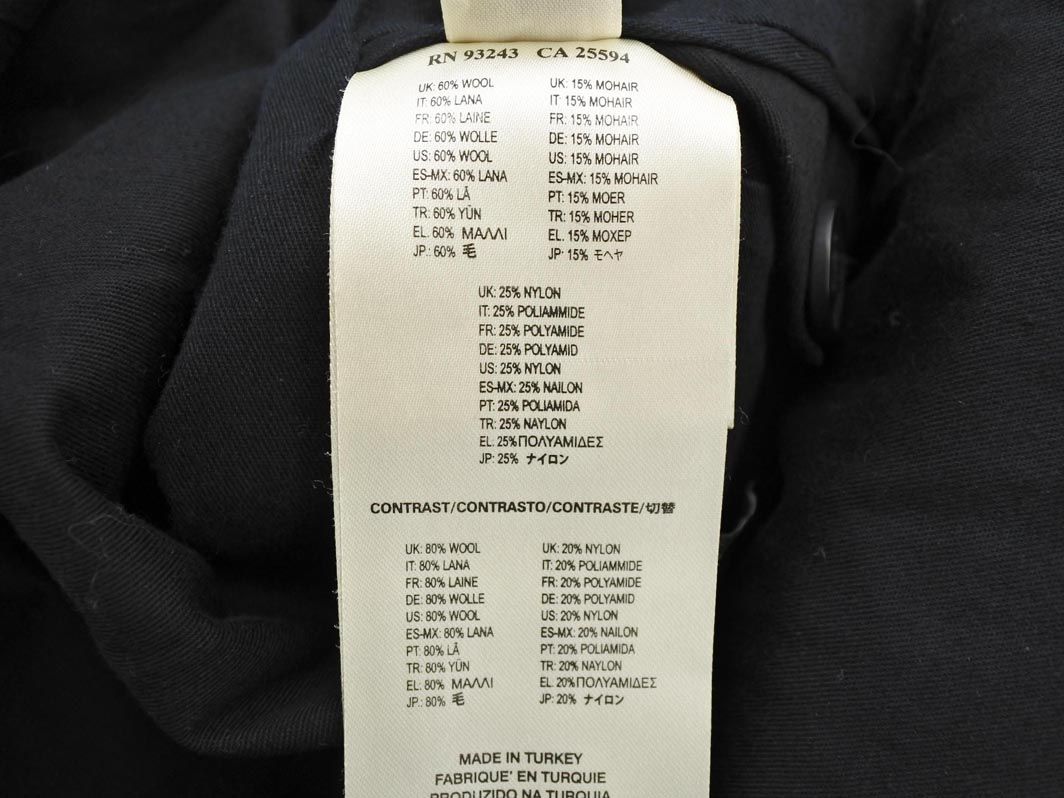 RN 93243 CA 25594
UK: 60% WOOL
IT: 60% LANA
FR: 60% LAINE
DE: 60% WOLLE
US: 60% WOOL
ES-MX: 60% LANA
PT: 60% LÃ
TR: 60% YÜN
EL. 60% ΜΑΛΛΙ
JP.: 60% 毛
UK: 15% MOHAIR
IT: 15% MOHAIR
FR: 15% MOHAIR
DE: 15% MOHAIR
US: 15% MOHAIR
ES-MX: 15% MOHAIR
PT: 15% MOER
TR: 15% MOHER
EL. 15% ΜΟΧΕΡ
JP: 15% モヘヤ
UK: 25% NYLON
IT: 25% POLIAMMIDE
FR: 25% POLYAMIDE
DE: 25% POLYAMID
US: 25% NYLON
ES-MX: 25% NAILON
PT: 25% POLIAMIDA
TR: 25% NAYLON
EL: 25% ΠΟΛΥΑΜΙΔΕΣ
JP: 25% ナイロン
CONTRAST/CONTRASTO/CONTRASTE/切替
UK: 80% WOOL
IT: 80% LANA
FR: 80% LAINE
DE: 80% WOLLE
US: 80% WOOL
ES-MX: 80% LANA
PT: 80% LÃ
TR: 80% YÜN
EL: 80% ΜΑΛΛΙ
JP.: 80% 毛
UK: 20% NYLON
IT: 20% POLIAMMIDE
FR: 20% POLYAMIDE
DE: 20% POLYAMID
US: 20% NYLON
ES-MX: 20% NAILON
PT: 20% POLIAMIDA
TR: 20% NAYLON
EL. 20% ΠΟΛΥΑΜΙΔΕΣ
JP: 20% ナイロン
MADE IN TURKEY
FABRIQUE' EN TURQUIE
PRODUZIDO NA TURQUIA